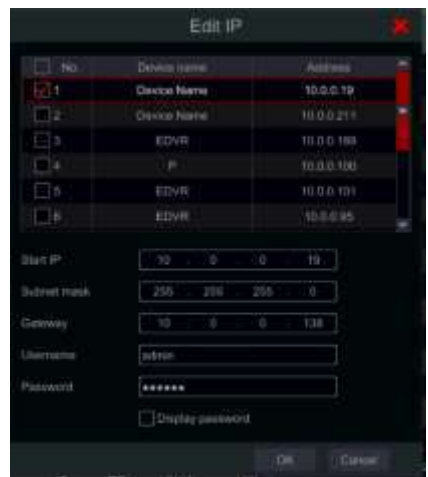 Edit IP
No. Device name Address
1 Device Name 10.0.0.19
2 Device Name 10.0.0.211
3 EDVR 10.0.0.188
4 P 10.0.0.100
5 EDVR 10.0.0.101
6 EDVR 10.0.0.95
Start IP 10 . 0 . 0 . 19
Subnet mask 255 . 255 . 255 . 0
Gateway 10 . 0 . 0 . 138
Username admin
Password ••••••
Display password
OK Cancel